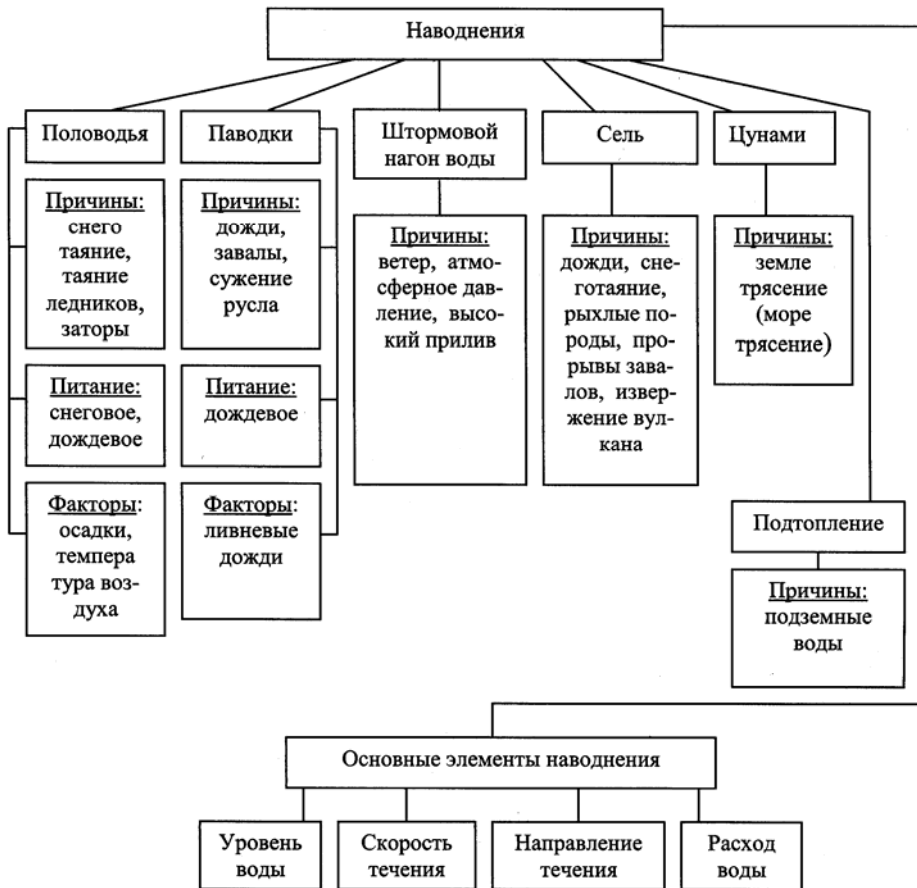 Наводнения
Половодья
Причины:
снего
таяние,
таяние
ледников,
заторы
Питание:
снеговое,
дождевое
Факторы:
осадки,
темпера
тура воз-
духа
Паводки
Причины:
дожди,
завалы,
сужение
русла
Питание:
дождевое
Факторы:
ливневые
дожди
Штормовой
нагон воды
Причины:
ветер, атмо-
сферное дав-
ление, высо-
кий прилив
Сель
Причины:
дожди, сне-
готаяние,
рыхлые по-
роды, про-
рывы зава-
лов, извер-
жение вул-
кана
Цунами
Причины:
земле
трясение
(море
трясение)
Подтопление
Причины:
подземные
воды
Основные элементы наводнения
Уровень
воды
Скорость
течения
Направление
течения
Расход
воды